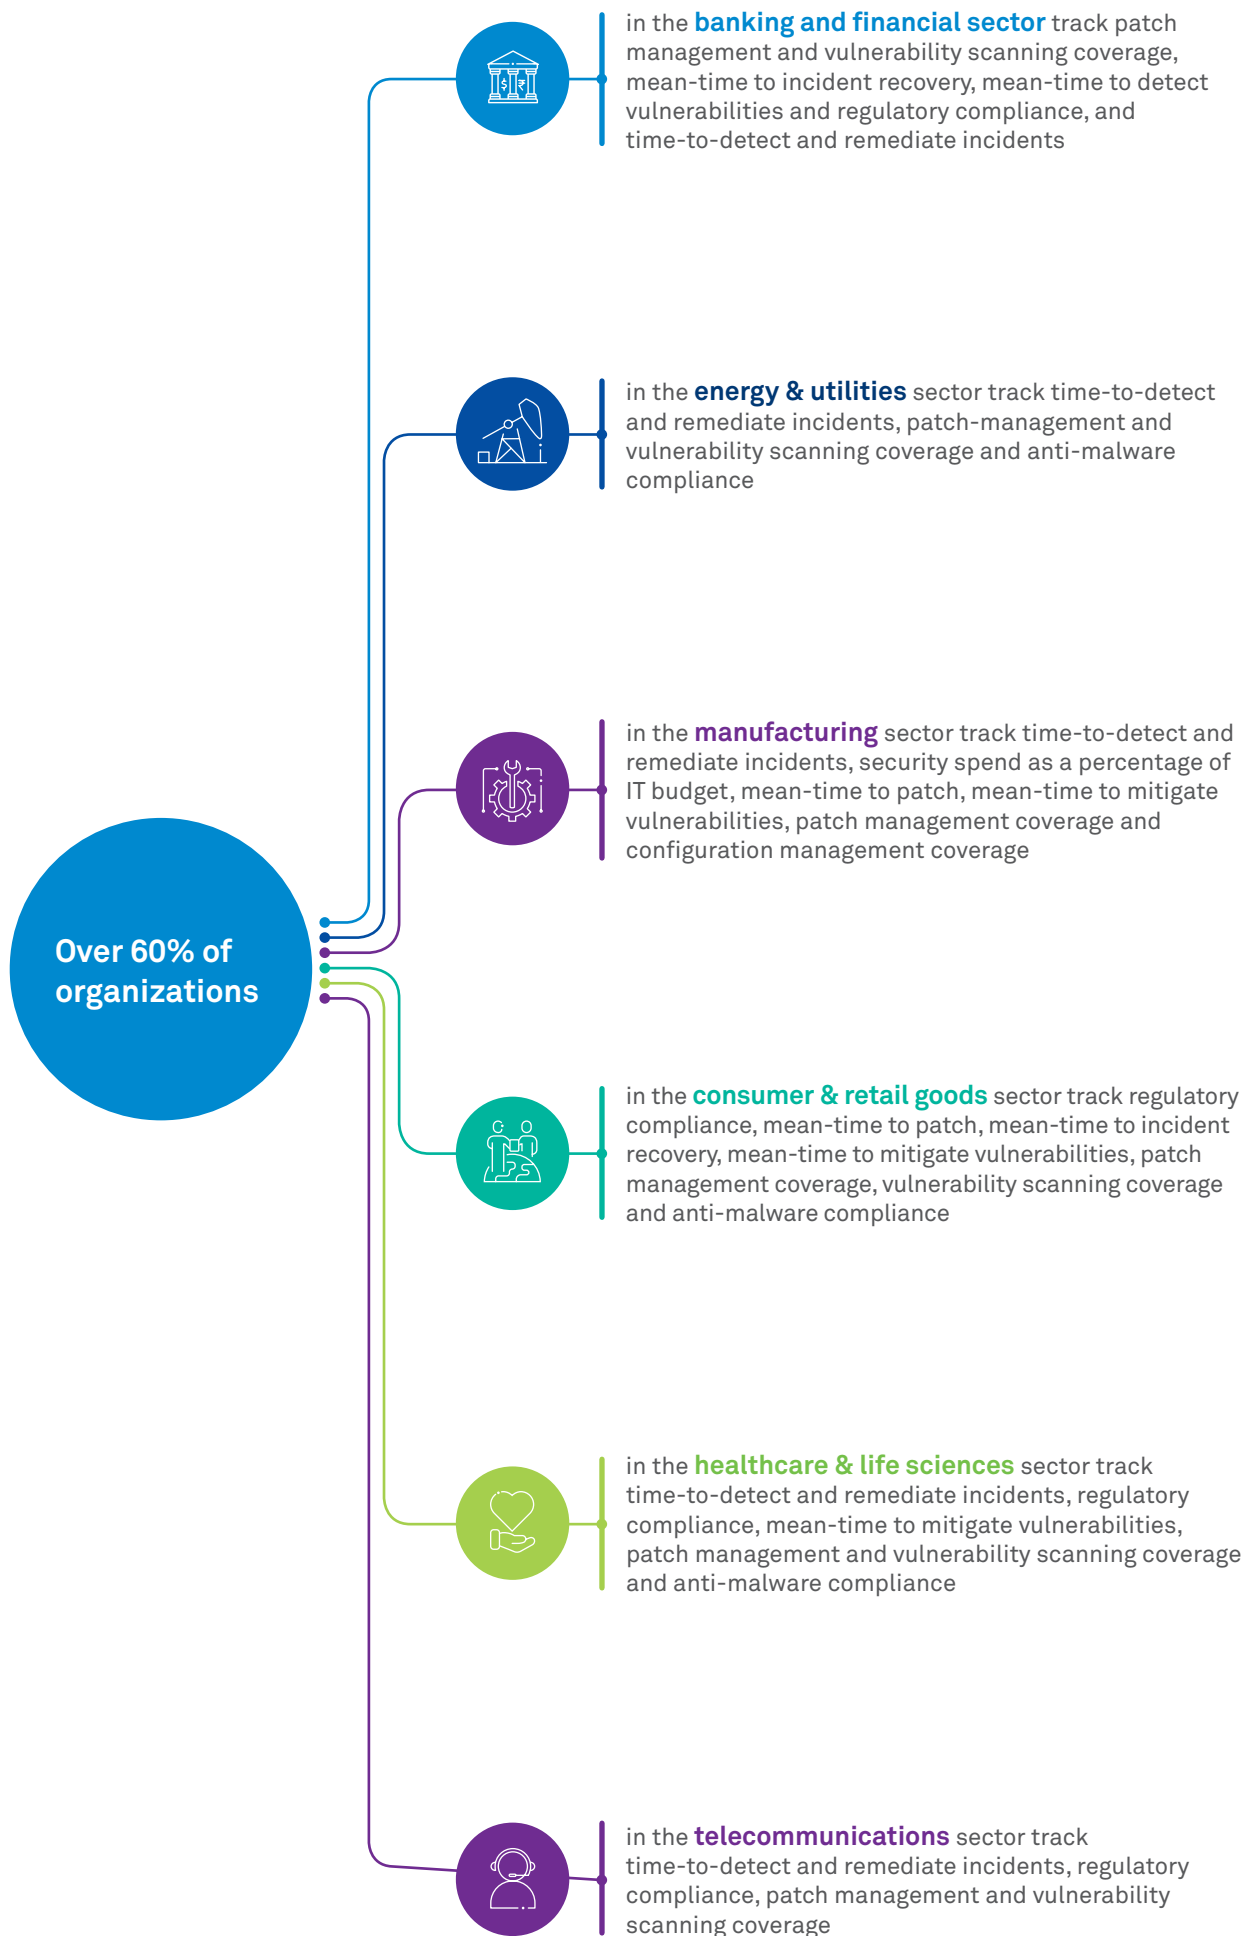 in the banking and financial sector track patch
management and vulnerability scanning coverage,
mean-time to incident recovery, mean-time to detect
vulnerabilities and regulatory compliance, and
time-to-detect and remediate incidents
$ ₹
in the energy & utilities sector track time-to-detect
and remediate incidents, patch-management and
vulnerability scanning coverage and anti-malware
compliance
in the manufacturing sector track time-to-detect and
remediate incidents, security spend as a percentage of
IT budget, mean-time to patch, mean-time to mitigate
vulnerabilities, patch management coverage and
configuration management coverage
Over 60% of
organizations
in the consumer & retail goods sector track regulatory
compliance, mean-time to patch, mean-time to incident
recovery, mean-time to mitigate vulnerabilities, patch
management coverage, vulnerability scanning coverage
and anti-malware compliance
in the healthcare & life sciences sector track
time-to-detect and remediate incidents, regulatory
compliance, mean-time to mitigate vulnerabilities,
patch management and vulnerability scanning coverage
and anti-malware compliance
in the telecommunications sector track
time-to-detect and remediate incidents, regulatory
compliance, patch management and vulnerability
scanning coverage